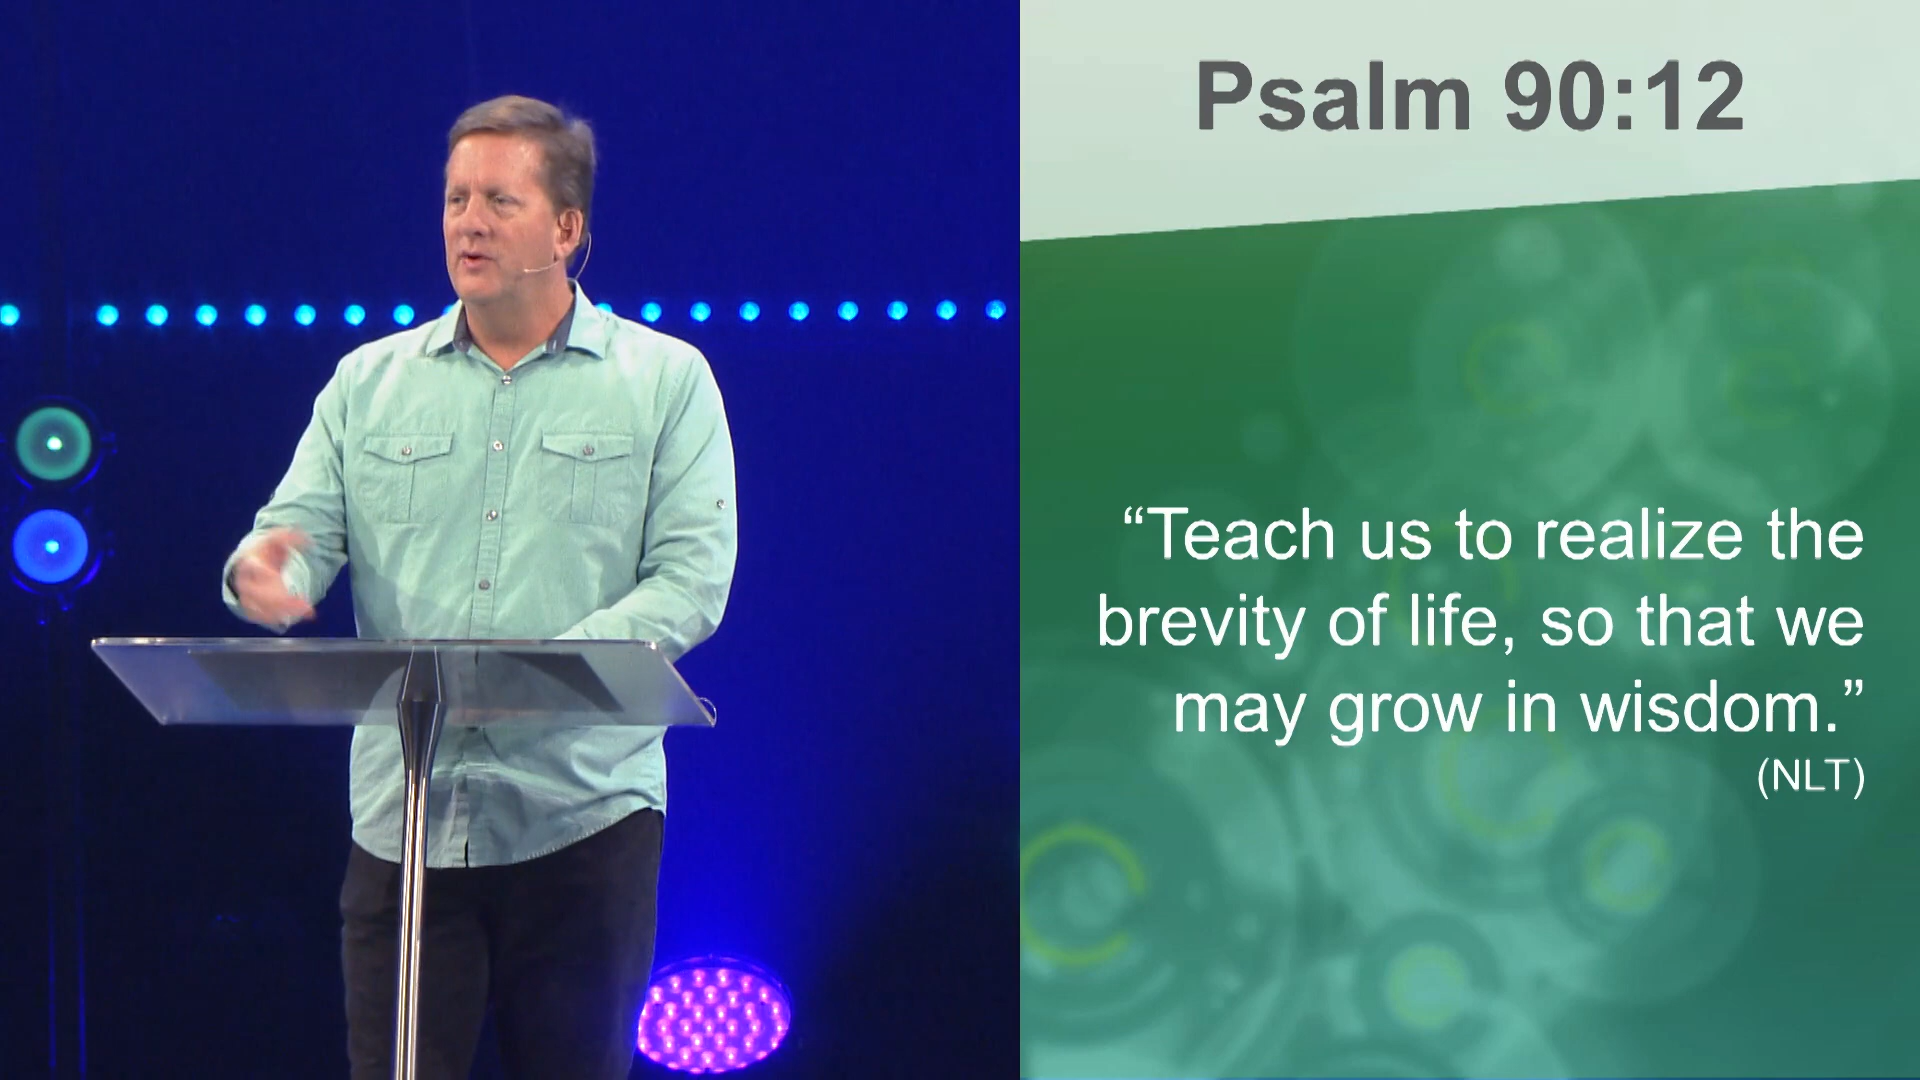 Psalm 90:12
“Teach us to realize the
brevity of life, so that we
may grow in wisdom.”
(NLT)